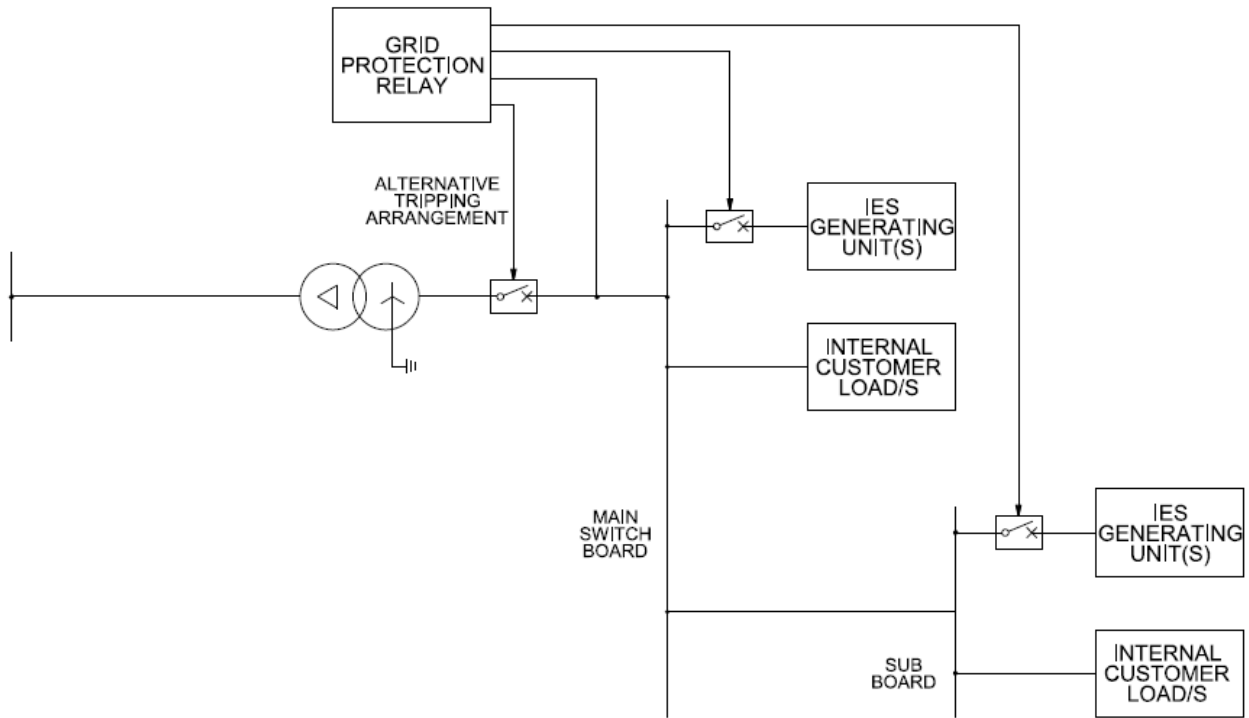 GRID
PROTECTION
RELAY
ALTERNATIVE
TRIPPING
ARRANGEMENT
IES
GENERATING
UNIT(S)
INTERNAL
CUSTOMER
LOAD/S
MAIN
SWITCH
BOARD
IES
GENERATING
UNIT(S)
SUB
BOARD
INTERNAL
CUSTOMER
LOAD/S